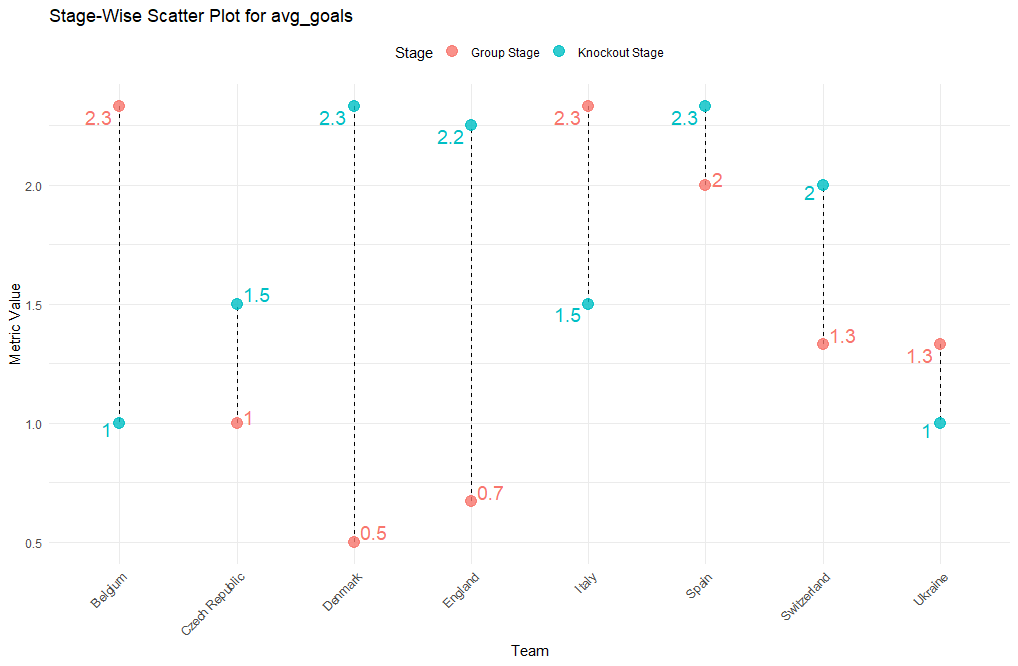 Stage-Wise Scatter Plot for avg_goals
Stage Group Stage Knockout Stage
Metric Value
2.0
1.5
1.0
0.5
2.3
1
1.5
1
2.3
0.5
2.2
0.7
2.3
1.5
2.3
2
2
1.3
1.3
1
Belgium
Czech Republic
Denmark
England
Italy
Spain
Switzerland
Ukraine
Team